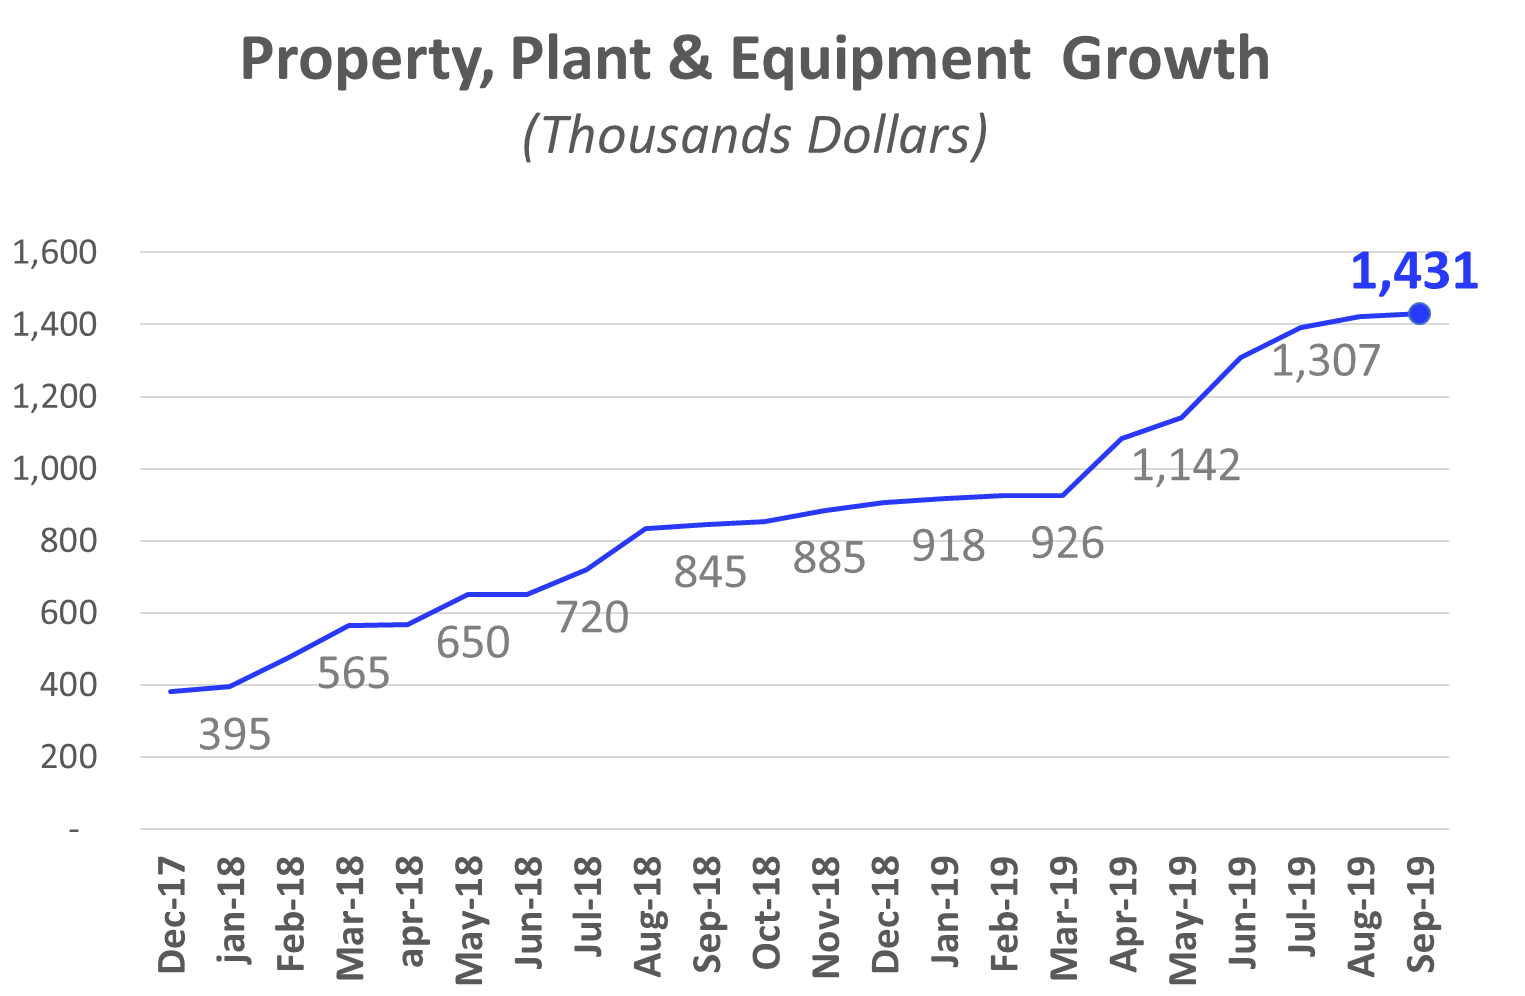 Property, Plant & Equipment  Growth
(Thousands Dollars)
1,600
1,400
1,200
1,000
800
600
400
200
-
395
565
650
720
845
885
918
926
1,142
1,307
1,431
Dec-17
jan-18
Feb-18
Mar-18
apr-18
May-18
Jun-18
Jul-18
Aug-18
Sep-18
Oct-18
Nov-18
Dec-18
Jan-19
Feb-19
Mar-19
Apr-19
May-19
Jun-19
Jul-19
Aug-19
Sep-19